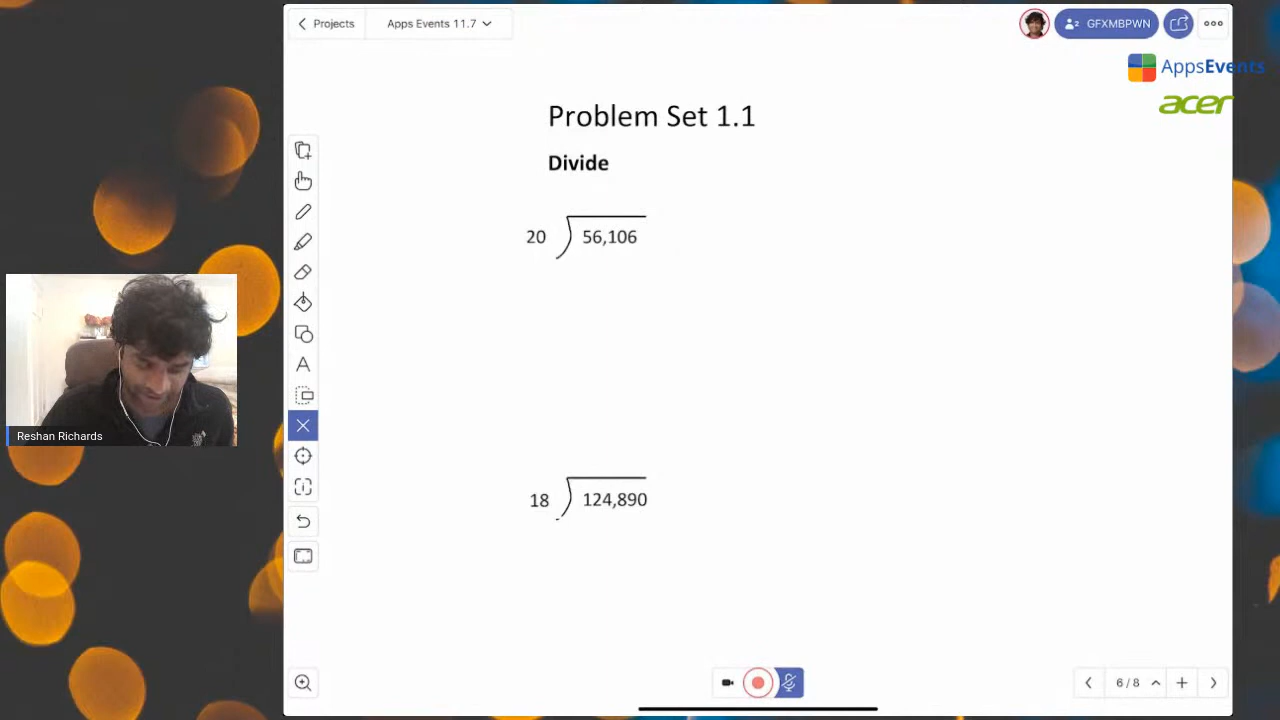 Projects
Apps Events 11.7
2
GFXMBPWN
AppsEvents
acer
Problem Set 1.1
Divide
20 56,106
A
Reshan Richards
18 124,890
6 / 8